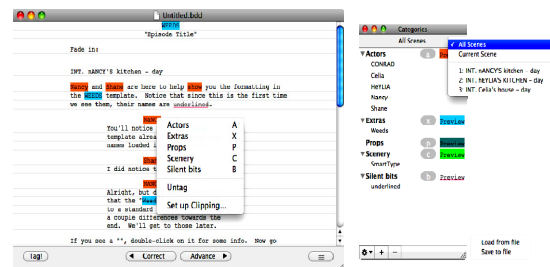 Untitled.bdd
WEEDS
"Episode Title"
Fade in:
INT. nANCY'S kitchen - day
Nancy and Shane are here to help show you the formatting in
the WEEDS template. Notice that since this is the first time
we see them, their names are underlined.
You'll notice
template
names loaded
I did notice
Alright, but
that the "Weed
to a standard
a couple differences towards the
end. We'll get to those later.
If you see a "", double-click on it for some info. Now go
Actors A
Extras X
Props P
Scenery C
Silent bits B
Untag
Set up Clipping...
Tag!
Correct
Advance
Categories
All Scenes
All Scenes
Current Scene
1: INT. nANCY'S kitchen - day
2: INT. HEYLIA'S KITCHEN - day
3: INT. Celia's house - day
Actors a
CONRAD
Celia
HeYLIA
Nancy
Shane
Extras x Preview
Weeds
Props p Preview
Scenery c Preview
SmartType
Silent bits b Preview
underlined
Load from file
Save to file